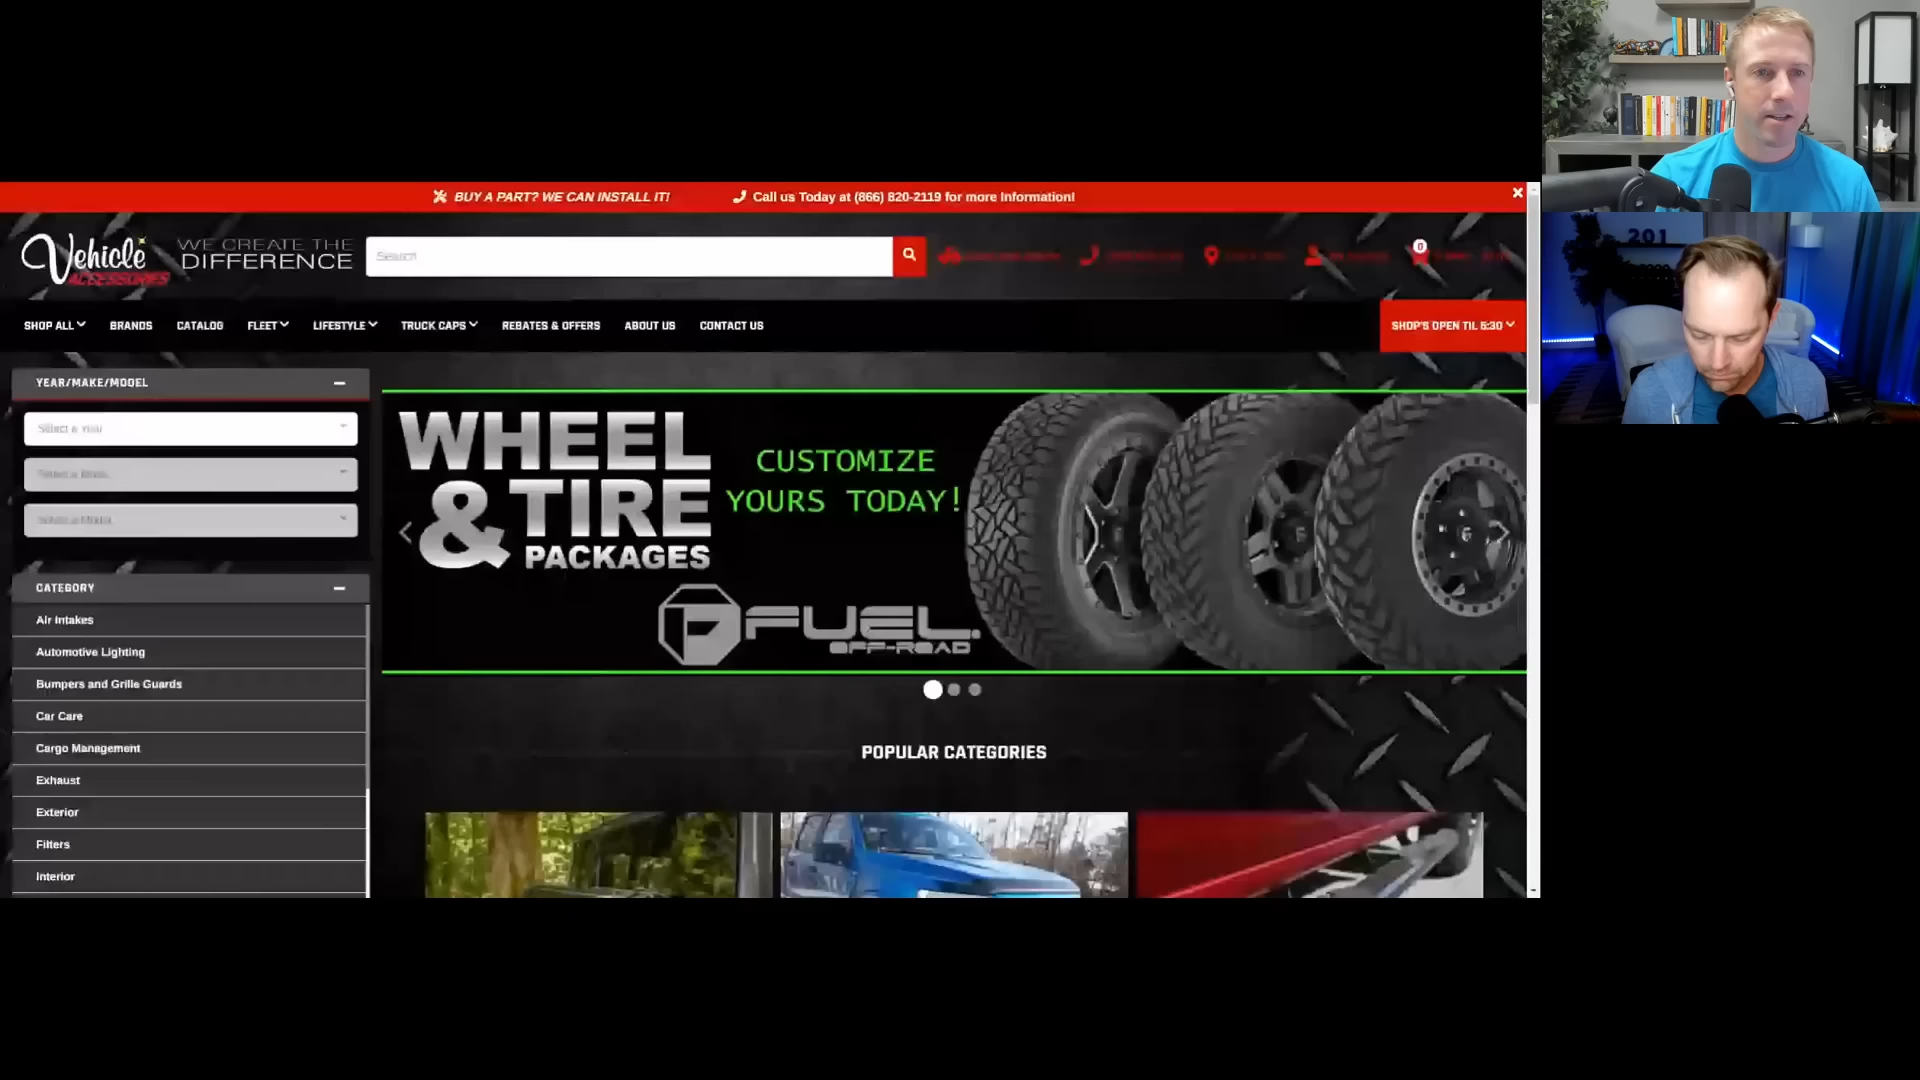 BUY A PART? WE CAN INSTALL IT!
Call us Today at (866) 820-2119 for more Information!
Vehicle
ACCESSORIES
WE CREATE THE
DIFFERENCE
Search
0
SHOP ALL
BRANDS
CATALOG
FLEET
LIFESTYLE
TRUCK CAPS
REBATES & OFFERS
ABOUT US
CONTACT US
SHOP'S OPEN TIL 5:30
YEAR/MAKE/MODEL
Select a Year
Select a Make
Select a Model
CATEGORY
Air Intakes
Automotive Lighting
Bumpers and Grille Guards
Car Care
Cargo Management
Exhaust
Exterior
Filters
Interior
WHEEL
& TIRE
PACKAGES
CUSTOMIZE
YOURS TODAY!
FUEL.
OFF-ROAD
POPULAR CATEGORIES
201